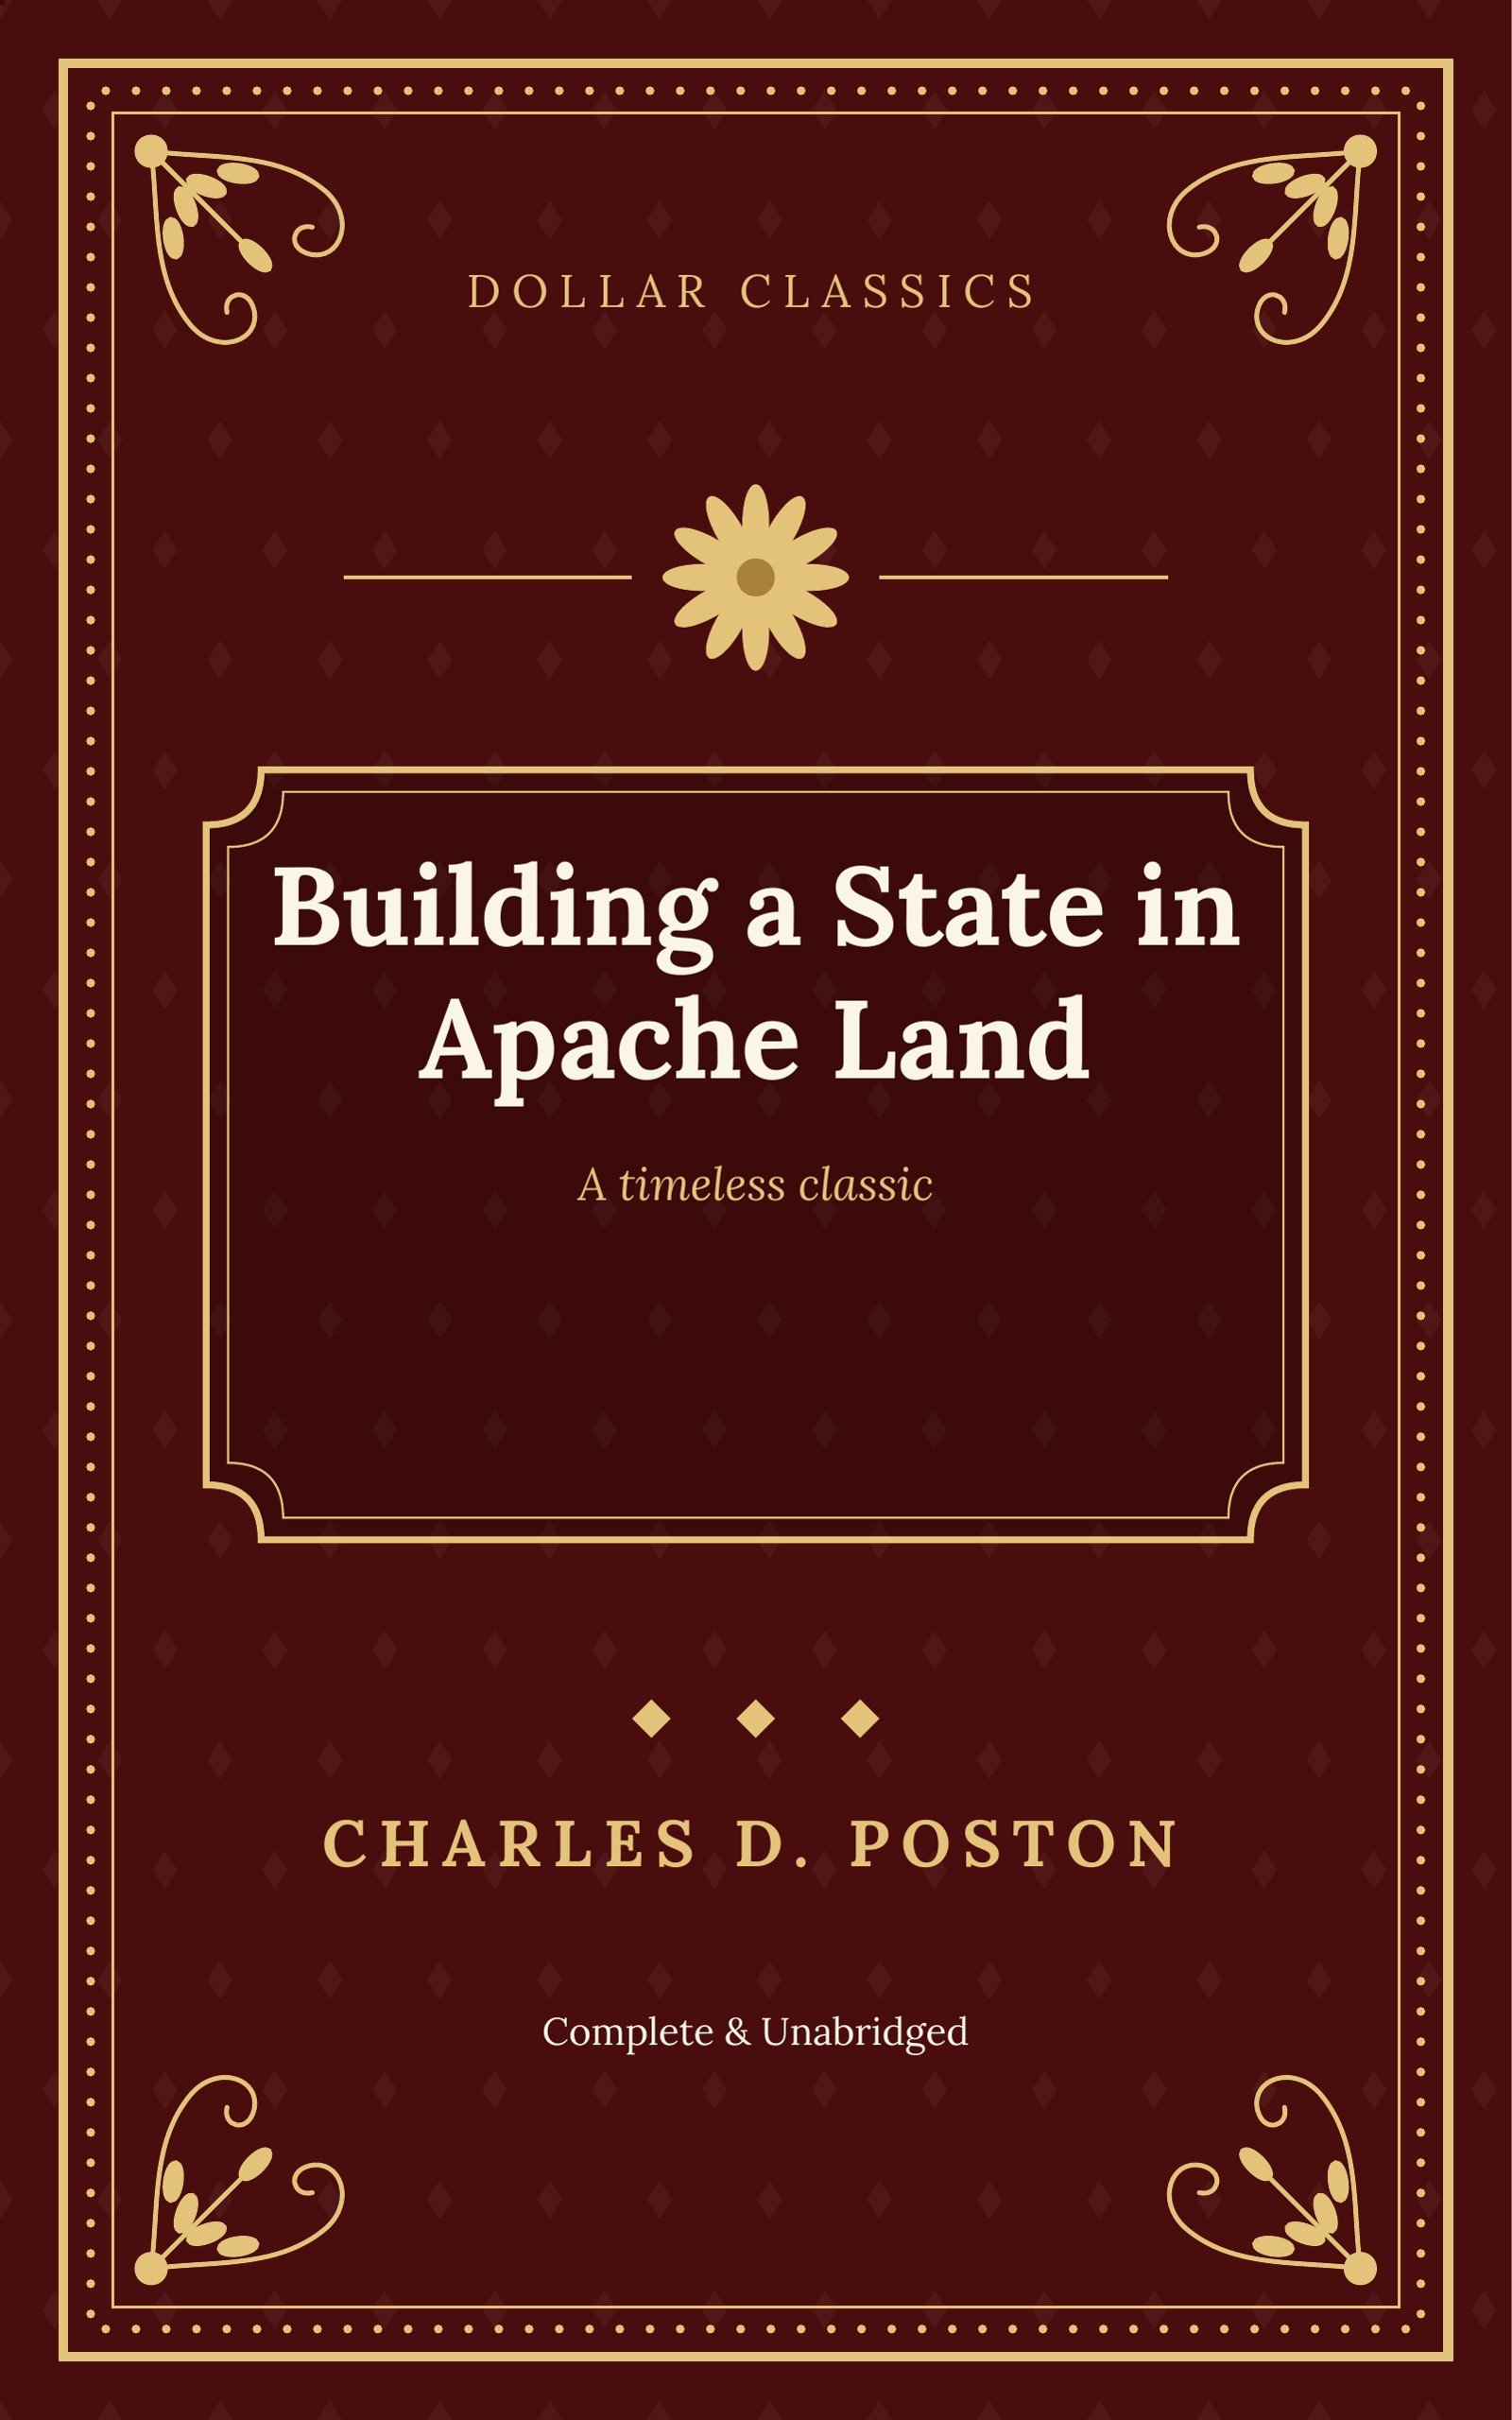 DOLLAR CLASSICS
Building a State in
Apache Land
A timeless classic
CHARLES D. POSTON
Complete & Unabridged